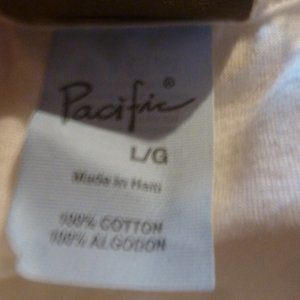 Pacific®
L/G
Made in Haiti
100% COTTON
100% ALGODON